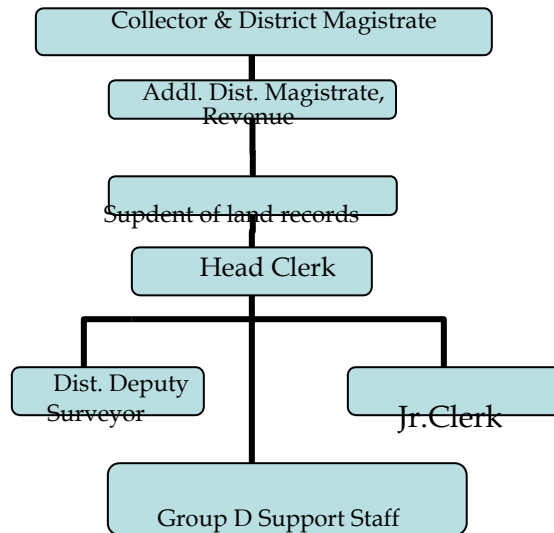 Collector & District Magistrate
Addl. Dist. Magistrate,
Revenue
Supdent of land records
Head Clerk
Dist. Deputy
Surveyor
Jr.Clerk
Group D Support Staff